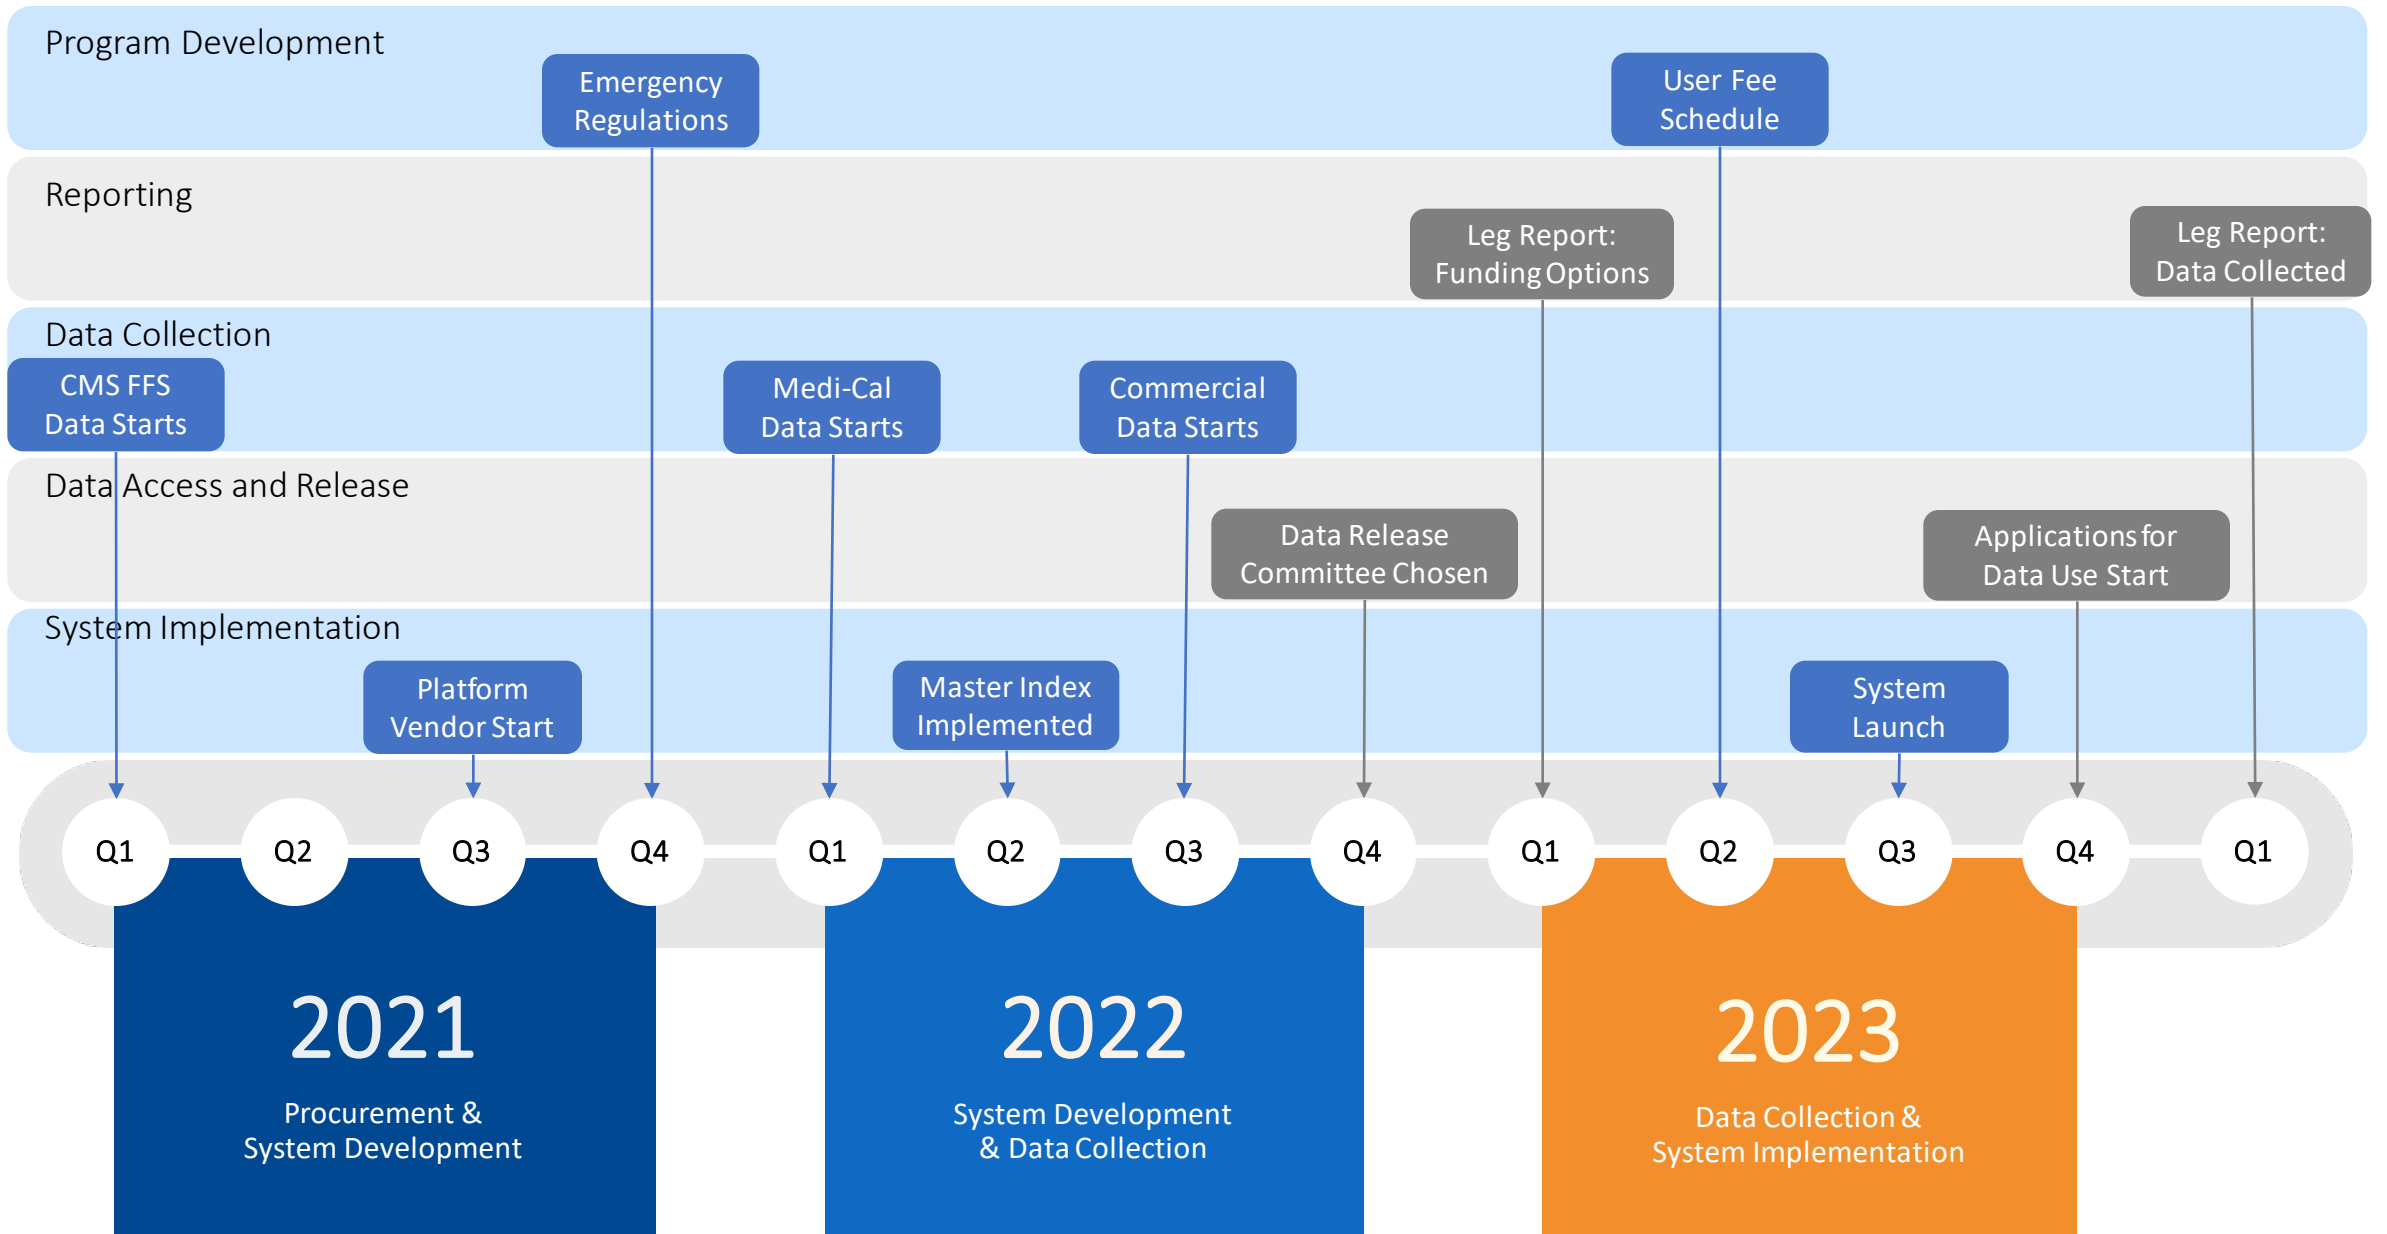 Program Development
Emergency
Regulations
User Fee
Schedule
Reporting
Leg Report:
Funding Options
Leg Report:
Data Collected
Data Collection
CMS FFS
Data Starts
Medi-Cal
Data Starts
Commercial
Data Starts
Data Access and Release
Data Release
Committee Chosen
Applications for
Data Use Start
System Implementation
Platform
Vendor Start
Master Index
Implemented
System
Launch
Q1 Q2 Q3 Q4 Q1 Q2 Q3 Q4 Q1 Q2 Q3 Q4 Q1
2021
Procurement &
System Development
2022
System Development
& Data Collection
2023
Data Collection &
System Implementation